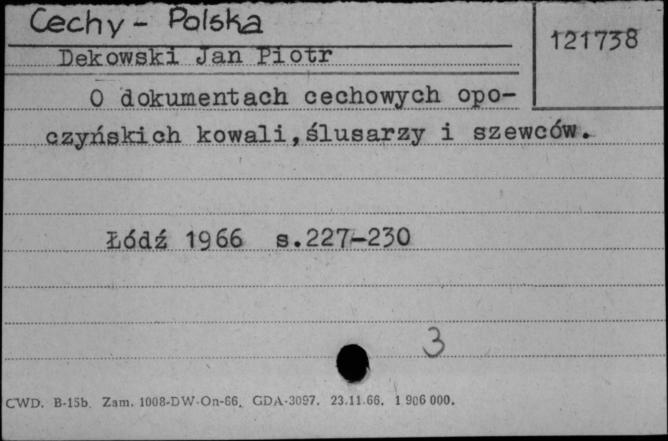 Cechy - Polska
121738
Dekowski Jan Piotr
O dokumentach cechowych opo-
czyńskich kowali,ślusarzy i szewców.
Łódź 1966 s.227-230
3
CWD. B-15b. Zam. 1008-DW-On-66. GDA-3097. 23.11.66. 1 906 000.